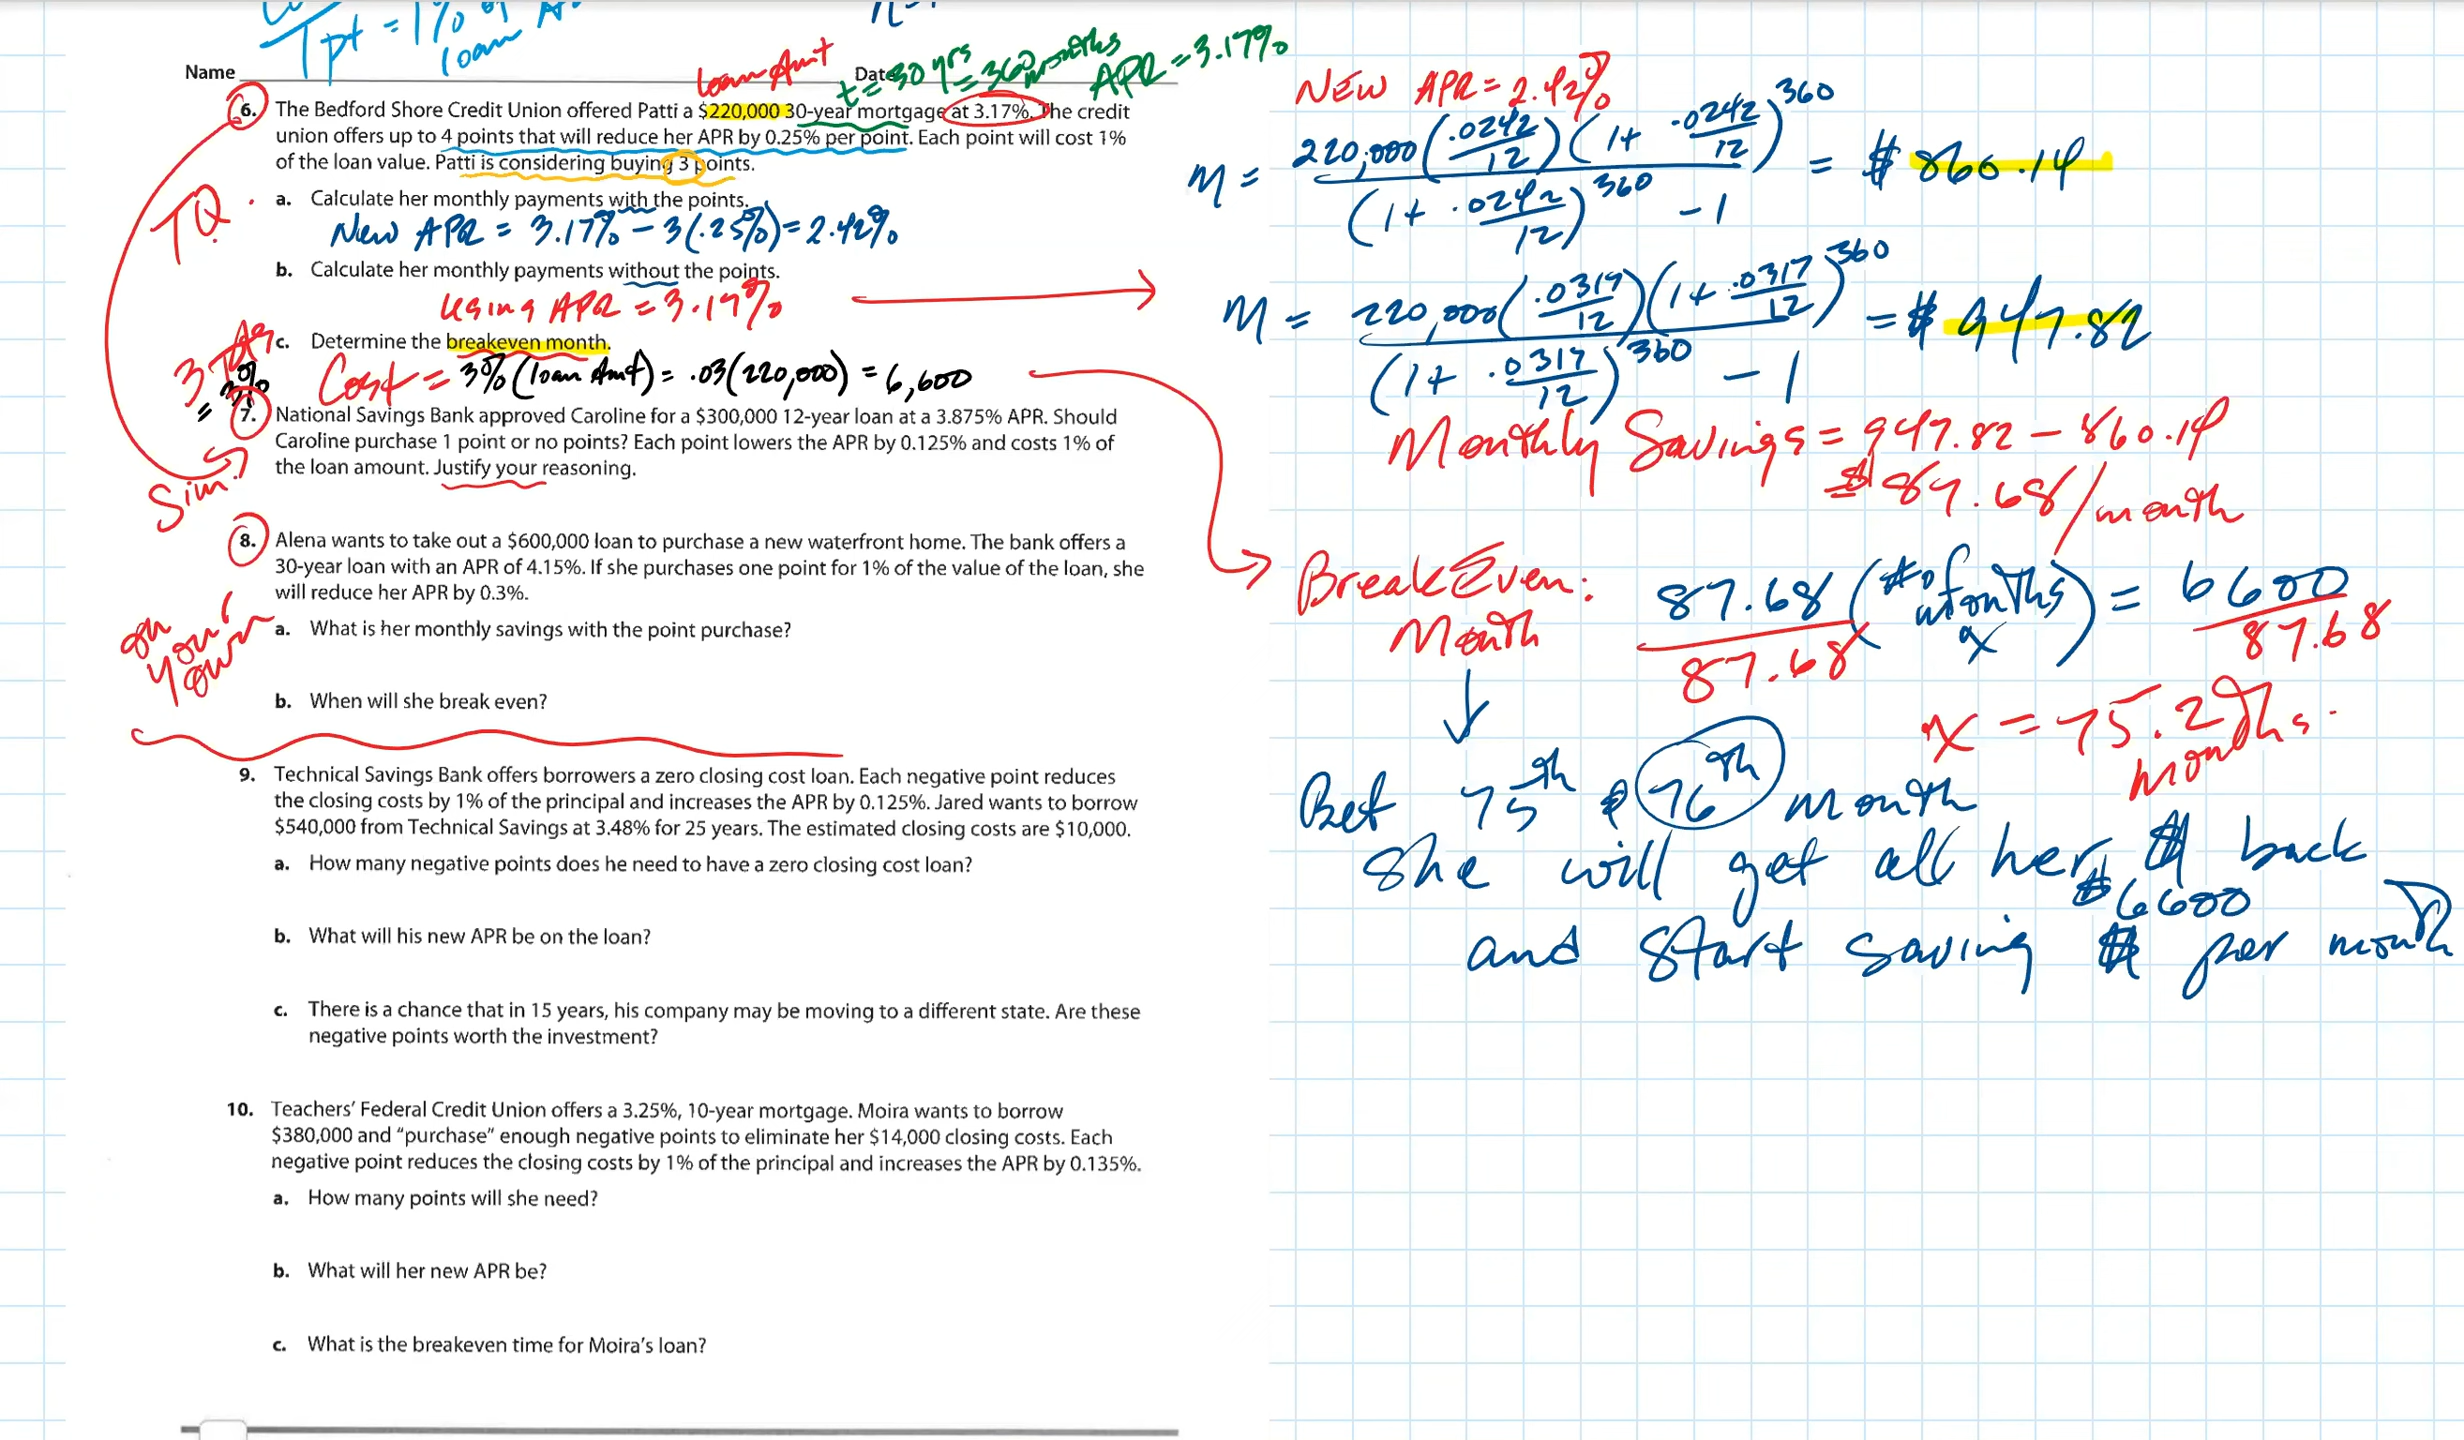 1pt = 1% of
loan
Name Date
loan Amt
t = 30 yrs = 360 months
APR = 3.17%
6. The Bedford Shore Credit Union offered Patti a $220,000 30-year mortgage at 3.17%. The credit
union offers up to 4 points that will reduce her APR by 0.25% per point. Each point will cost 1%
of the loan value. Patti is considering buying 3 points.
TQ.
a. Calculate her monthly payments with the points.
New APR = 3.17% - 3(.25%) = 2.42%
b. Calculate her monthly payments without the points.
Using APR = 3.17%
c. Determine the breakeven month.
3 pts
= 3%
Cost = 3% (loan Amt) = .03(220,000) = 6,600
7. National Savings Bank approved Caroline for a $300,000 12-year loan at a 3.875% APR. Should
Caroline purchase 1 point or no points? Each point lowers the APR by 0.125% and costs 1% of
the loan amount. Justify your reasoning.
Sim.
8. Alena wants to take out a $600,000 loan to purchase a new waterfront home. The bank offers a
30-year loan with an APR of 4.15%. If she purchases one point for 1% of the value of the loan, she
will reduce her APR by 0.3%.
on
your
own
a. What is her monthly savings with the point purchase?
b. When will she break even?
9. Technical Savings Bank offers borrowers a zero closing cost loan. Each negative point reduces
the closing costs by 1% of the principal and increases the APR by 0.125%. Jared wants to borrow
$540,000 from Technical Savings at 3.48% for 25 years. The estimated closing costs are $10,000.
a. How many negative points does he need to have a zero closing cost loan?
b. What will his new APR be on the loan?
c. There is a chance that in 15 years, his company may be moving to a different state. Are these
negative points worth the investment?
10. Teachers' Federal Credit Union offers a 3.25%, 10-year mortgage. Moira wants to borrow
$380,000 and “purchase” enough negative points to eliminate her $14,000 closing costs. Each
negative point reduces the closing costs by 1% of the principal and increases the APR by 0.135%.
a. How many points will she need?
b. What will her new APR be?
c. What is the breakeven time for Moira's loan?
NEW APR = 2.42%
M = 220,000(.0242/12)(1+ .0242/12)^360 / (1+ .0242/12)^360 - 1 = $860.14
M = 220,000(.0317/12)(1+ .0317/12)^360 / (1+ .0317/12)^360 - 1 = $947.82
Monthly Savings = 947.82 - 860.14
= $87.68/month
BreakEven: Month
87.68 (# of months x) = 6600
87.68 87.68
x = 75.27 months.
Bet 75th & 76th month
She will get all her $ back
$6600
and start saving $ per month